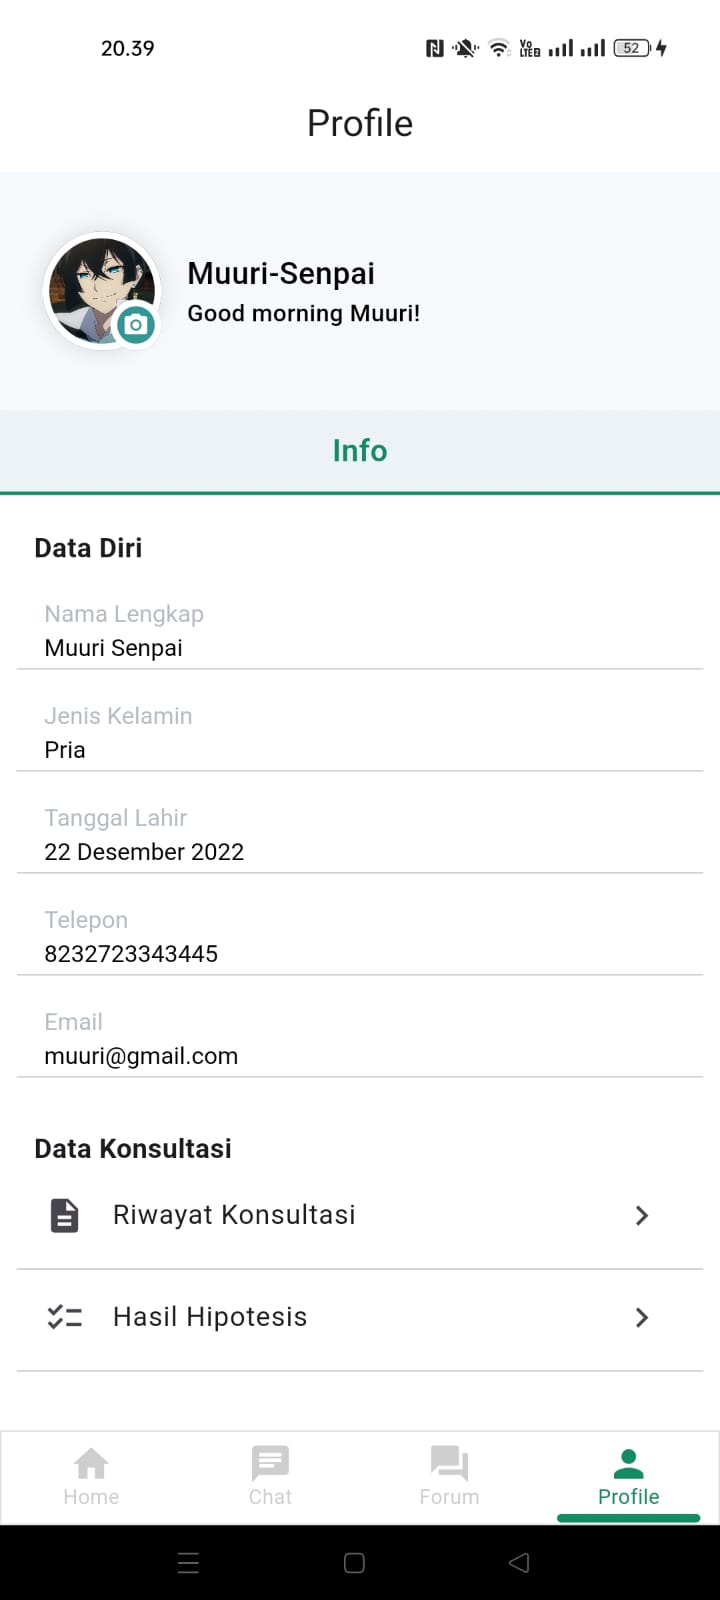 20.39
Vo
LTE2
52
Profile
Muuri-Senpai
Good morning Muuri!
Info
Data Diri
Nama Lengkap
Muuri Senpai
Jenis Kelamin
Pria
Tanggal Lahir
22 Desember 2022
Telepon
8232723343445
Email
muuri@gmail.com
Data Konsultasi
Riwayat Konsultasi
Hasil Hipotesis
Home
Chat
Forum
Profile